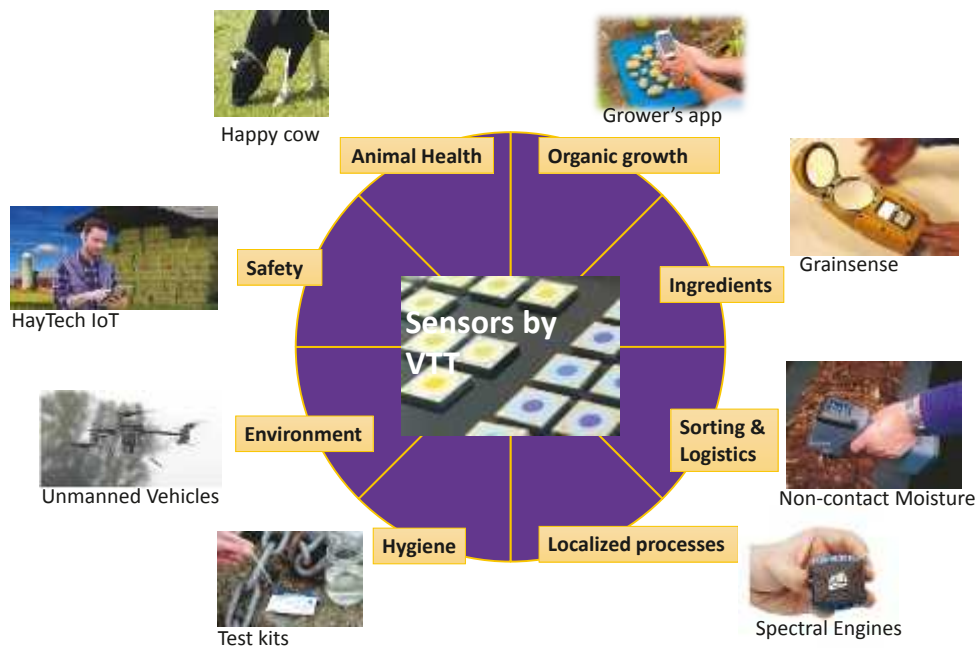 Happy cow
Grower's app
Animal Health
Organic growth
Grainsense
Safety
Ingredients
HayTech IoT
Sensors by
VTT
Environment
Sorting &
Logistics
Unmanned Vehicles
Non-contact Moisture
Hygiene
Localized processes
Test kits
Spectral Engines